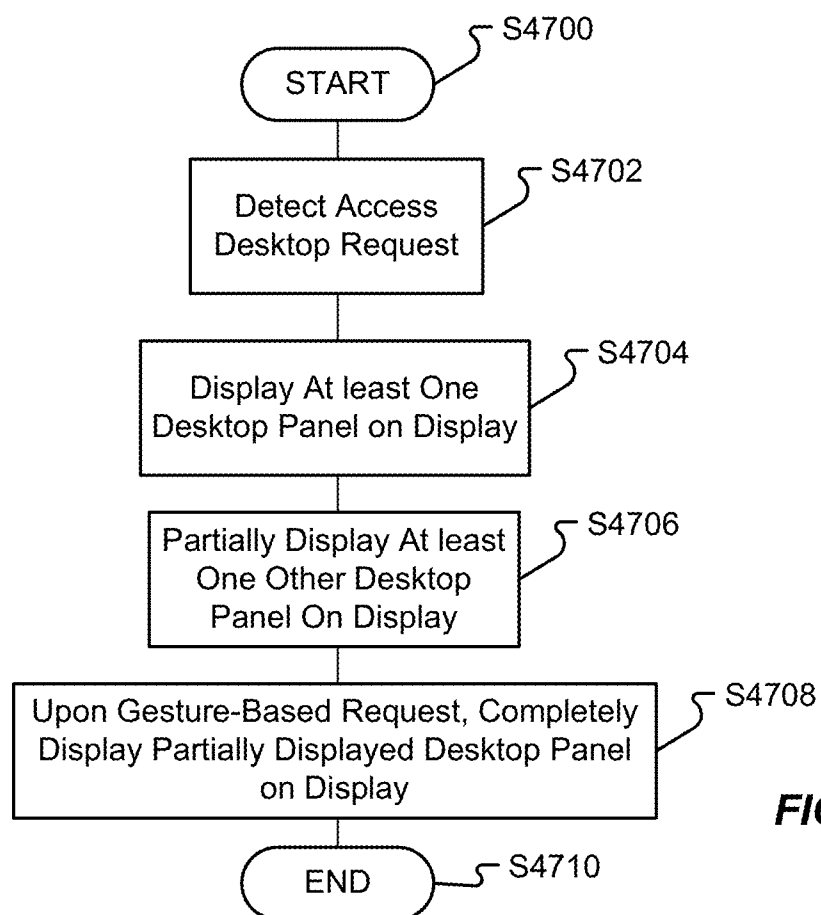 S4700
START
S4702
Detect Access
Desktop Request
S4704
Display At least One
Desktop Panel on Display
S4706
Partially Display At least
One Other Desktop
Panel On Display
S4708
Upon Gesture-Based Request, Completely
Display Partially Displayed Desktop Panel
on Display
S4710
END